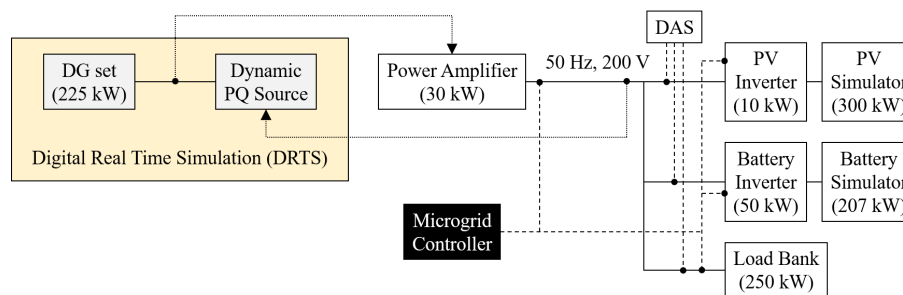 DG set
(225 kW)
Dynamic
PQ Source
Digital Real Time Simulation (DRTS)
Power Amplifier
(30 kW)
50 Hz, 200 V
DAS
PV
Inverter
(10 kW)
PV
Simulator
(300 kW)
Battery
Inverter
(50 kW)
Battery
Simulator
(207 kW)
Microgrid
Controller
Load Bank
(250 kW)